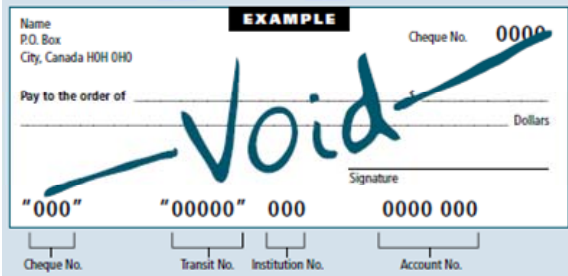 EXAMPLE
Name
P.O. Box
City, Canada H0H 0H0
Cheque No. 0000
Pay to the order of $
Void
Dollars
Signature
"000" "00000" 000 0000 000
Cheque No. Transit No. Institution No. Account No.